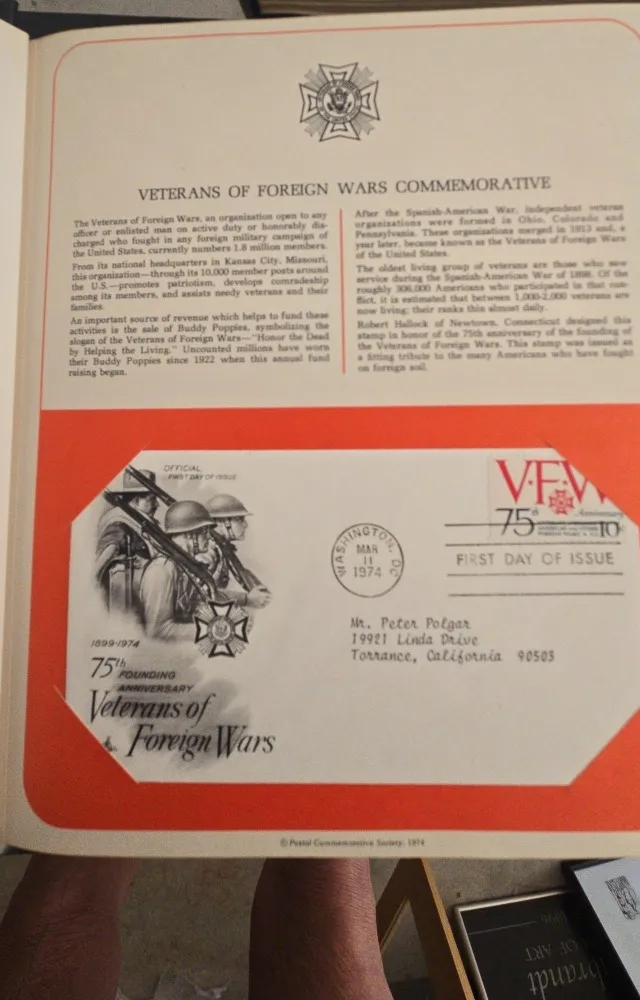 VETERANS OF FOREIGN WARS COMMEMORATIVE
The Veterans of Foreign Wars, an organization open to any
officer or enlisted man on active duty or honorably dis-
charged who fought in any foreign military campaign of
the United States, currently numbers 1.8 million members.
From its national headquarters in Kansas City, Missouri,
this organization—through its 10,000 member posts around
the U.S.—promotes patriotism, develops comradeship
among its members, and assists needy veterans and their
families.
An important source of revenue which helps to fund these
activities is the sale of Buddy Poppies, symbolizing the
slogan of the Veterans of Foreign Wars—"Honor the Dead
by Helping the Living." Uncounted millions have worn
their Buddy Poppies since 1922 when this annual fund
raising began.
After the Spanish-American War, independent veteran
organizations were formed in Ohio, Colorado and
Pennsylvania. These organizations merged in 1913 and, a
year later, became known as the Veterans of Foreign Wars
of the United States.
The oldest living group of veterans are those who saw
service during the Spanish-American War of 1898. Of the
roughly 306,000 Americans who participated in that con-
flict, it is estimated that between 1,000-2,000 veterans are
now living; their ranks thin almost daily.
Robert Hallock of Newtown, Connecticut designed this
stamp in honor of the 75th anniversary of the founding of
the Veterans of Foreign Wars. This stamp was issued as
a fitting tribute to the many Americans who have fought
on foreign soil.
OFFICIAL
FIRST DAY OF ISSUE
V·F·W
75th Anniversary
10c
WASHINGTON, DC
MAR
11
1974
FIRST DAY OF ISSUE
Mr. Peter Polgar
19921 Linda Drive
Torrance, California 90503
1899-1974
75th FOUNDING
ANNIVERSARY
Veterans of
Foreign Wars
© Postal Commemorative Society, 1974
1896
OF ART
brandt